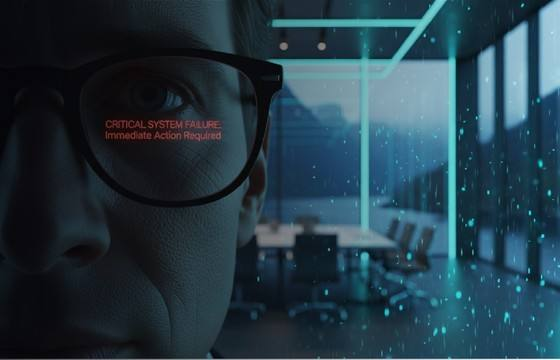 CRITICAL SYSTEM FAILURE.
Immediate Action Required